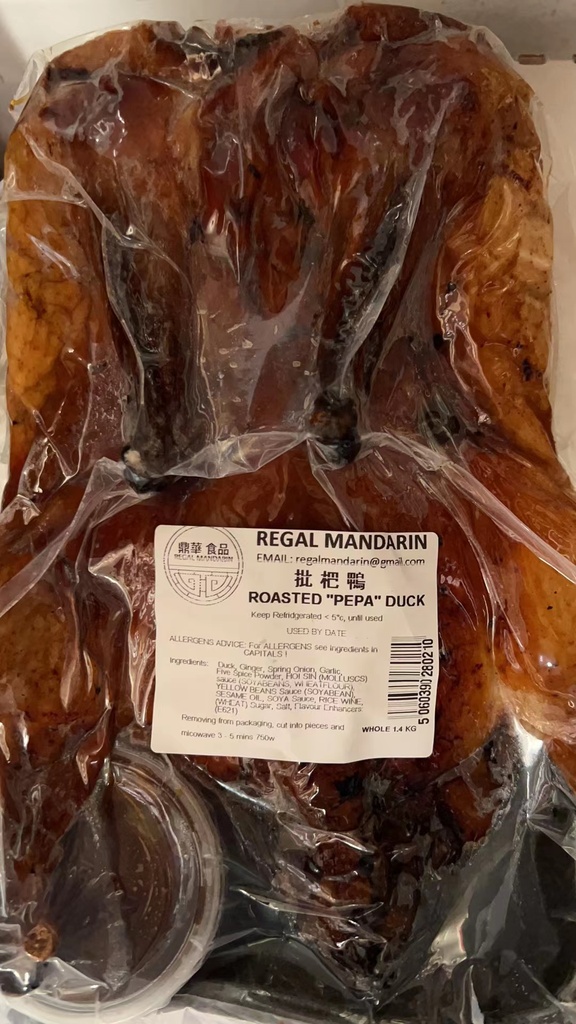 鼎華食品
REGAL MANDARIN
REGAL MANDARIN
EMAIL: regalmandarin@gmail.com
批杷鴨
ROASTED "PEPA" DUCK
Keep Refridgerated < 5°c, until used
USED BY DATE
ALLERGENS ADVICE: For ALLERGENS see ingredients in
CAPITALS !
Ingredients: Duck, Ginger, Spring Onion, Garlic,
Five Spice Powder, HOI SIN (MOLLUSCS)
sauce (SOYABEANS, WHEATFLOUR),
YELLOW BEANS Sauce (SOYABEAN),
SESAME OIL, SOYA Sauce, RICE WINE,
(WHEAT) Sugar, Salt, Flavour Enhancers
(E621)
Removing from packaging, cut into pieces and
micowave 3 - 5 mins 750w
WHOLE 1.4 KG
5 060397 280210